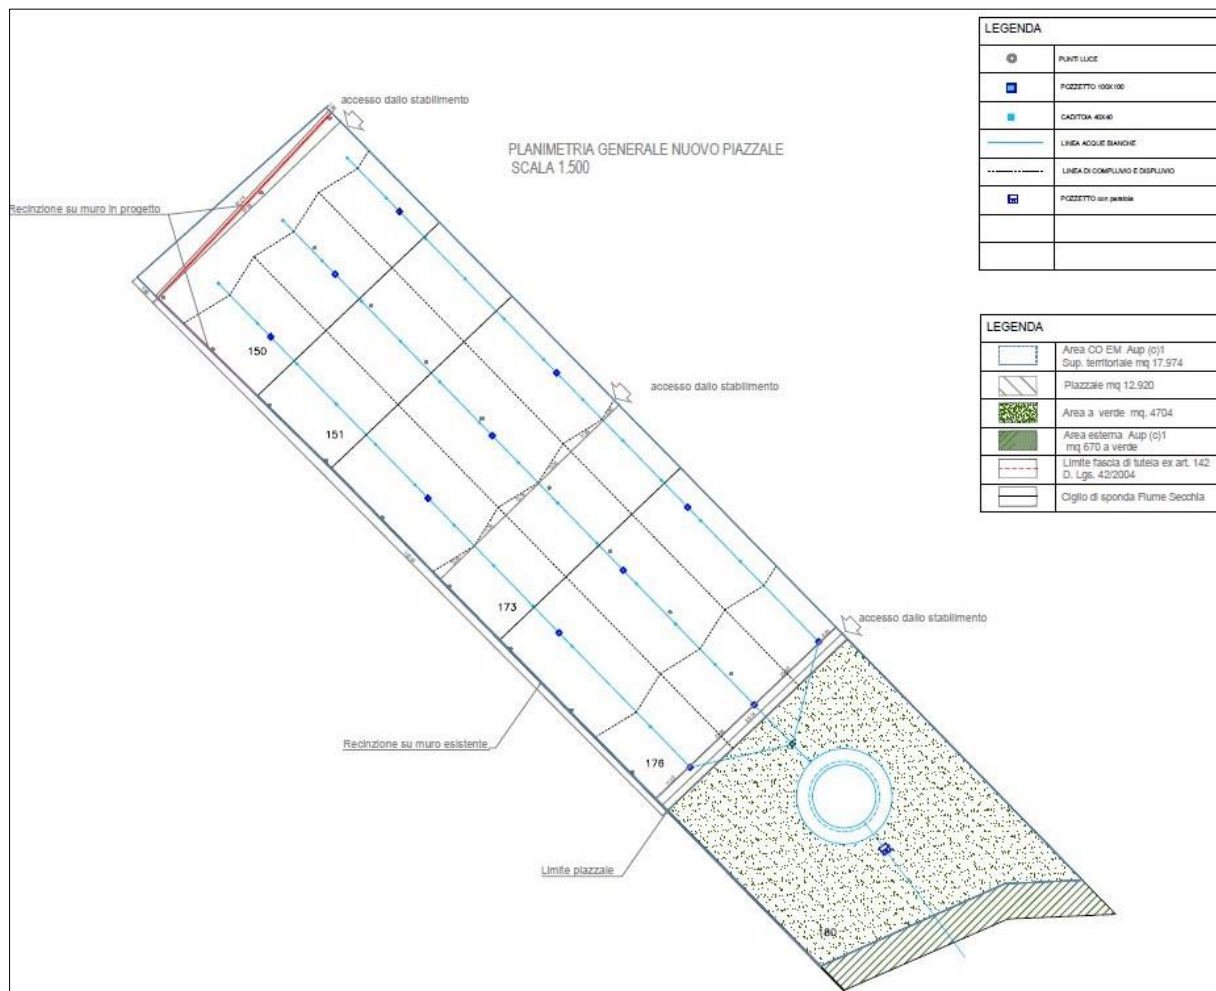 LEGENDA
PUNTI LUCE
POZZETTO 100X100
CADITOIA 40X40
LINEA ACQUE BIANCHE
LINEA DI COMPLUVIO E DISPLUVIO
POZZETTO con paratoia
accesso dallo stabilimento
PLANIMETRIA GENERALE NUOVO PIAZZALE
SCALA 1:500
Recinzione su muro in progetto
LEGENDA
Area CO EM Aup (c)1
Sup. territoriale mq 17.974
Piazzale mq 12.920
Area a verde mq. 4704
Area esterna Aup (c)1
mq 670 a verde
Limite fascia di tutela ex art. 142
D. Lgs. 42/2004
Ciglio di sponda Fiume Secchia
150
accesso dallo stabilimento
151
173
accesso dallo stabilimento
Recinzione su muro esistente
176
Limite piazzale
180